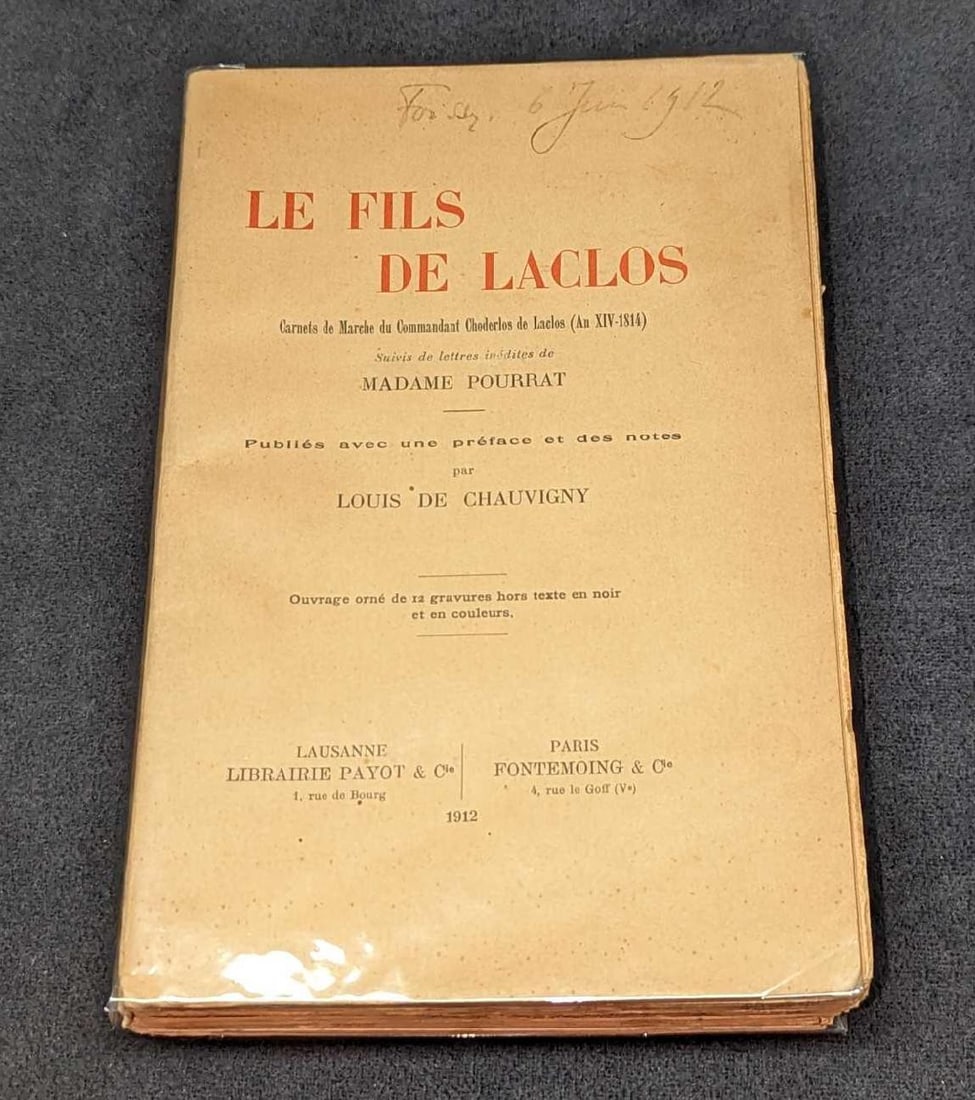 6 Juin 1912
LE FILS
DE LACLOS
Carnets de Marche du Commandant Choderlos de Laclos (An XIV-1814)
Suivis de lettres inédites de
MADAME POURRAT
Publiés avec une préface et des notes
par
LOUIS DE CHAUVIGNY
Ouvrage orné de 12 gravures hors texte en noir
et en couleurs.
LAUSANNE
LIBRAIRIE PAYOT & Cie
1, rue de Bourg
PARIS
FONTEMOING & Cie
4, rue le Goff (Ve)
1912